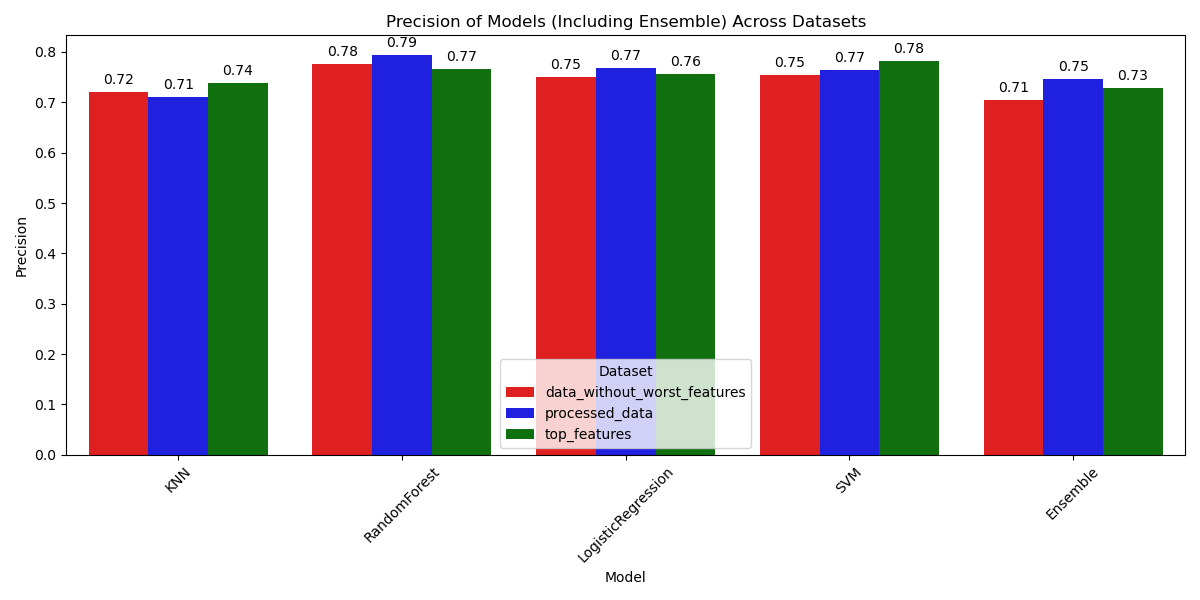 Precision of Models (Including Ensemble) Across Datasets
Precision
0.8
0.7
0.6
0.5
0.4
0.3
0.2
0.1
0.0
0.72
0.71
0.74
0.78
0.79
0.77
0.75
0.77
0.76
0.75
0.77
0.78
0.71
0.75
0.73
Dataset
data_without_worst_features
processed_data
top_features
KNN
RandomForest
LogisticRegression
SVM
Ensemble
Model